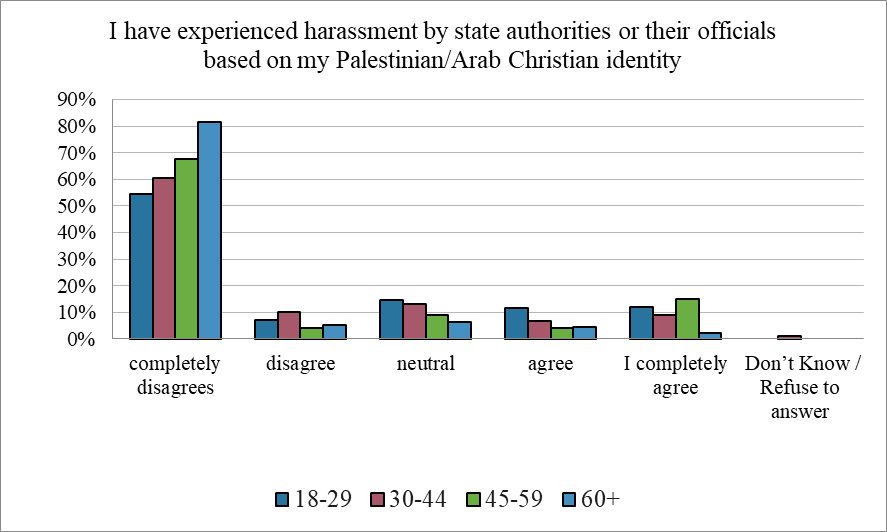 I have experienced harassment by state authorities or their officials
based on my Palestinian/Arab Christian identity
90%
80%
70%
60%
50%
40%
30%
20%
10%
0%
completely
disagrees
disagree
neutral
agree
I completely
agree
Don’t Know /
Refuse to
answer
18-29
30-44
45-59
60+